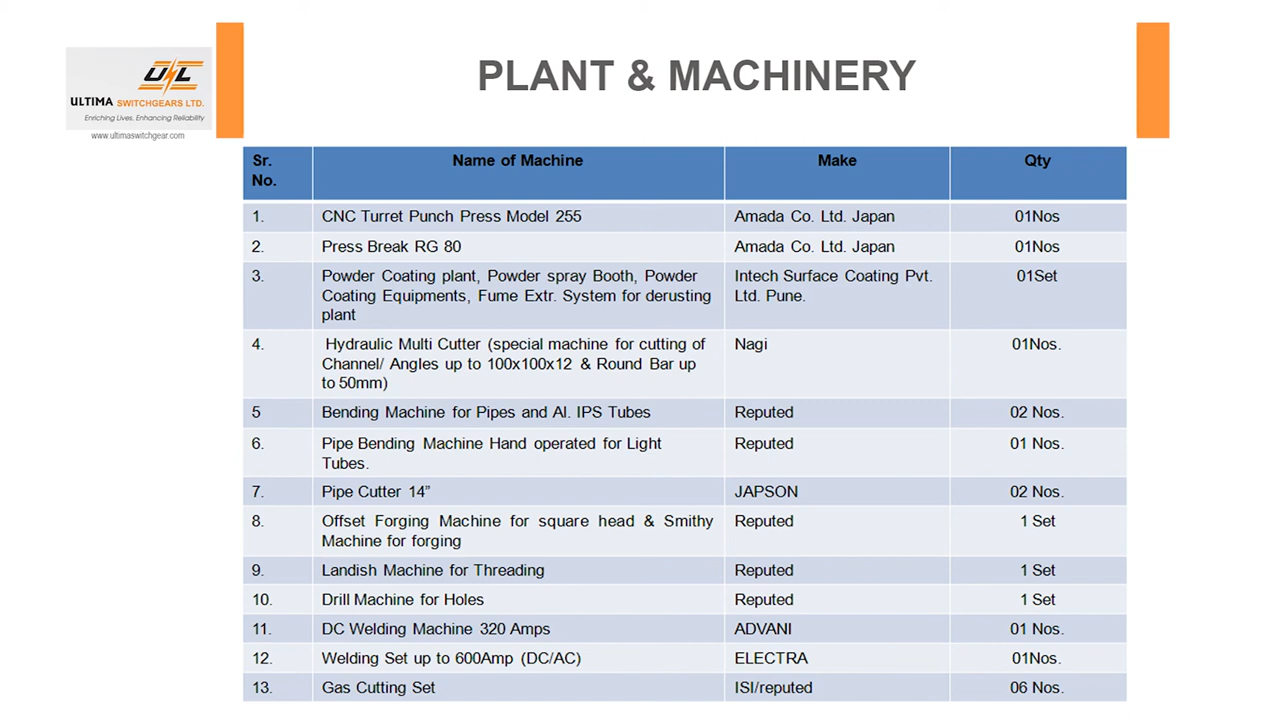 PLANT & MACHINERY
USL
ULTIMA SWITCHGEARS LTD.
Enriching Lives, Enhancing Reliability
www.ultimaswitchgear.com
Sr. No. Name of Machine Make Qty
1. CNC Turret Punch Press Model 255 Amada Co. Ltd. Japan 01Nos
2. Press Break RG 80 Amada Co. Ltd. Japan 01Nos
3. Powder Coating plant, Powder spray Booth, Powder Intech Surface Coating Pvt. 01Set
Coating Equipments, Fume Extr. System for derusting Ltd. Pune.
plant
4. Hydraulic Multi Cutter (special machine for cutting of Nagi 01Nos.
Channel/ Angles up to 100x100x12 & Round Bar up
to 50mm)
5 Bending Machine for Pipes and Al. IPS Tubes Reputed 02 Nos.
6. Pipe Bending Machine Hand operated for Light Reputed 01 Nos.
Tubes.
7. Pipe Cutter 14” JAPSON 02 Nos.
8. Offset Forging Machine for square head & Smithy Reputed 1 Set
Machine for forging
9. Landish Machine for Threading Reputed 1 Set
10. Drill Machine for Holes Reputed 1 Set
11. DC Welding Machine 320 Amps ADVANI 01 Nos.
12. Welding Set up to 600Amp (DC/AC) ELECTRA 01Nos.
13. Gas Cutting Set ISI/reputed 06 Nos.